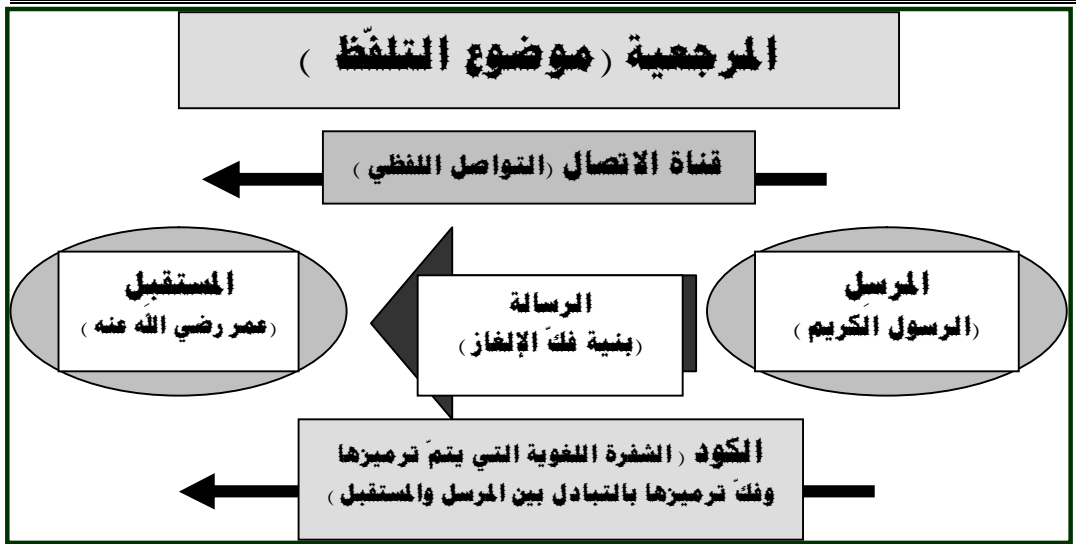 المرجعية (موضوع التلفّظ )
قناة الاتصال (التواصل اللفظي )
المرسل
(الرسول الكريم )
الرسالة
(بنية فكّ الإلغاز)
المستقبِل
(عمر رضي الله عنه )
الكود (الشفرة اللغوية التي يتمّ ترميزها
وفكّ ترميزها بالتبادل بين المرسل والمستقبل )